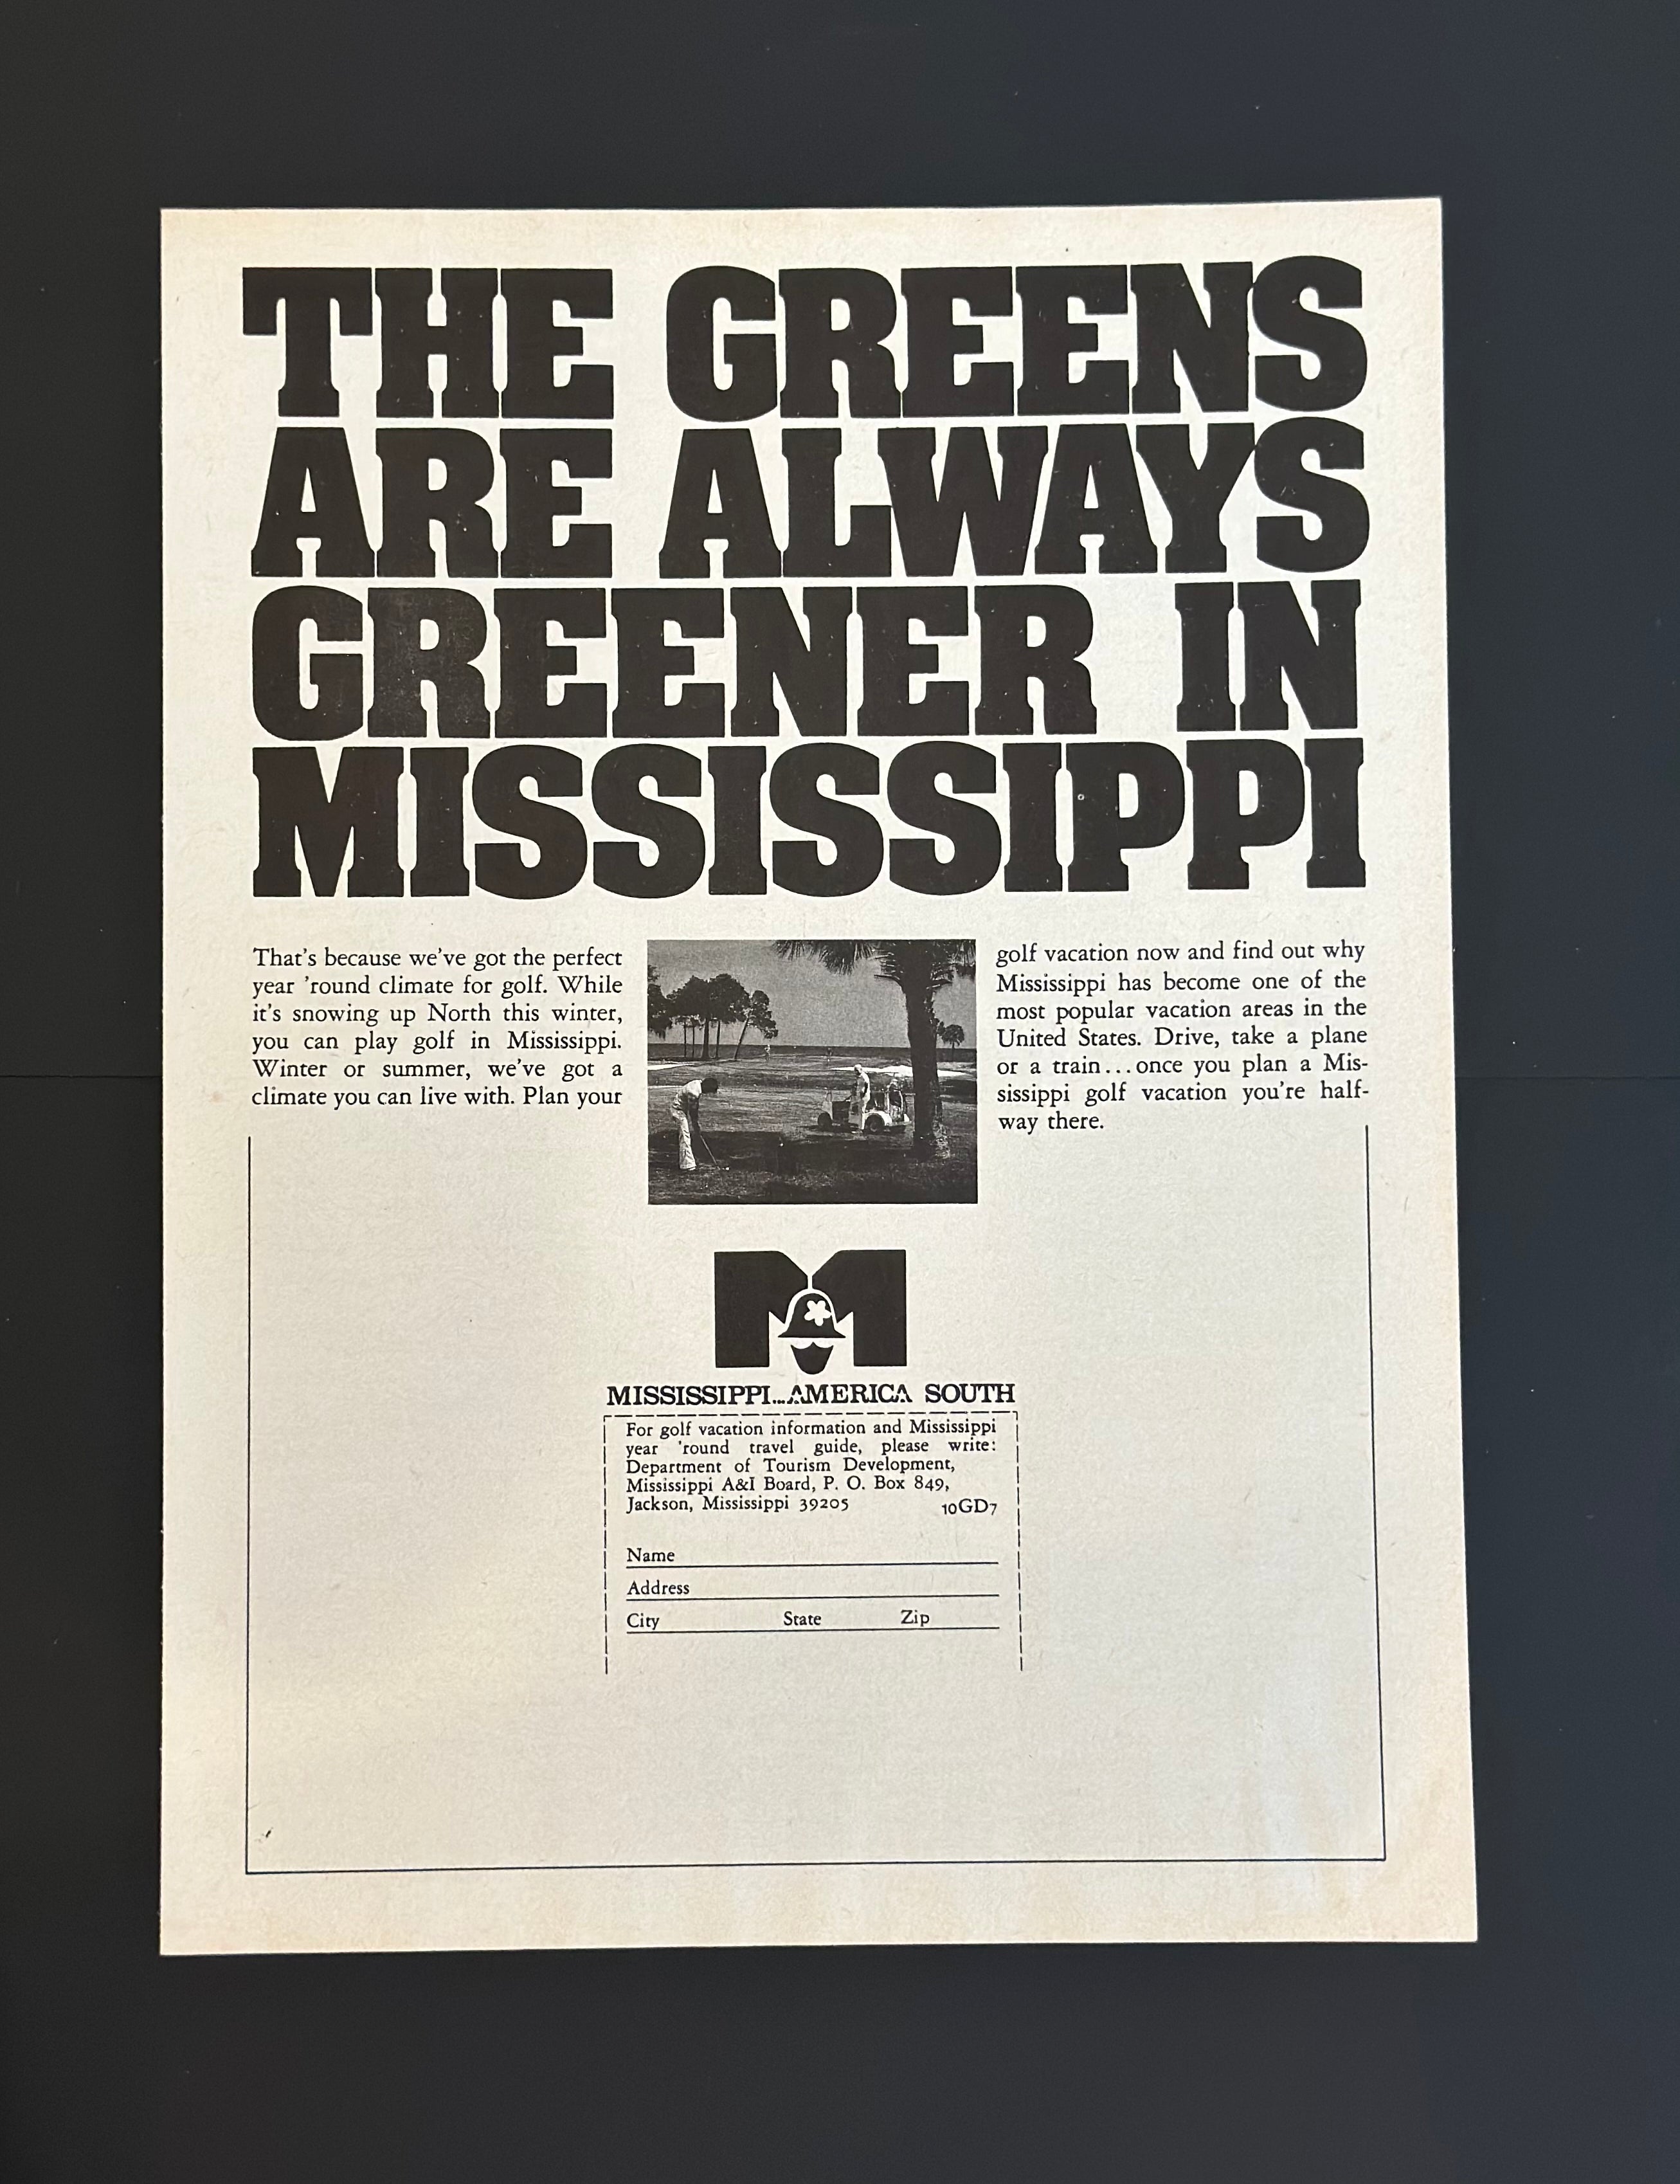 THE GREENS
ARE ALWAYS
GREENER IN
MISSISSIPPI
That's because we've got the perfect
year 'round climate for golf. While
it's snowing up North this winter,
you can play golf in Mississippi.
Winter or summer, we've got a
climate you can live with. Plan your
golf vacation now and find out why
Mississippi has become one of the
most popular vacation areas in the
United States. Drive, take a plane
or a train...once you plan a Mis-
sissippi golf vacation you're half-
way there.
M
MISSISSIPPI...AMERICA SOUTH
For golf vacation information and Mississippi
year 'round travel guide, please write:
Department of Tourism Development,
Mississippi A&I Board, P. O. Box 849,
Jackson, Mississippi 39205 10GD7
Name
Address
City State Zip